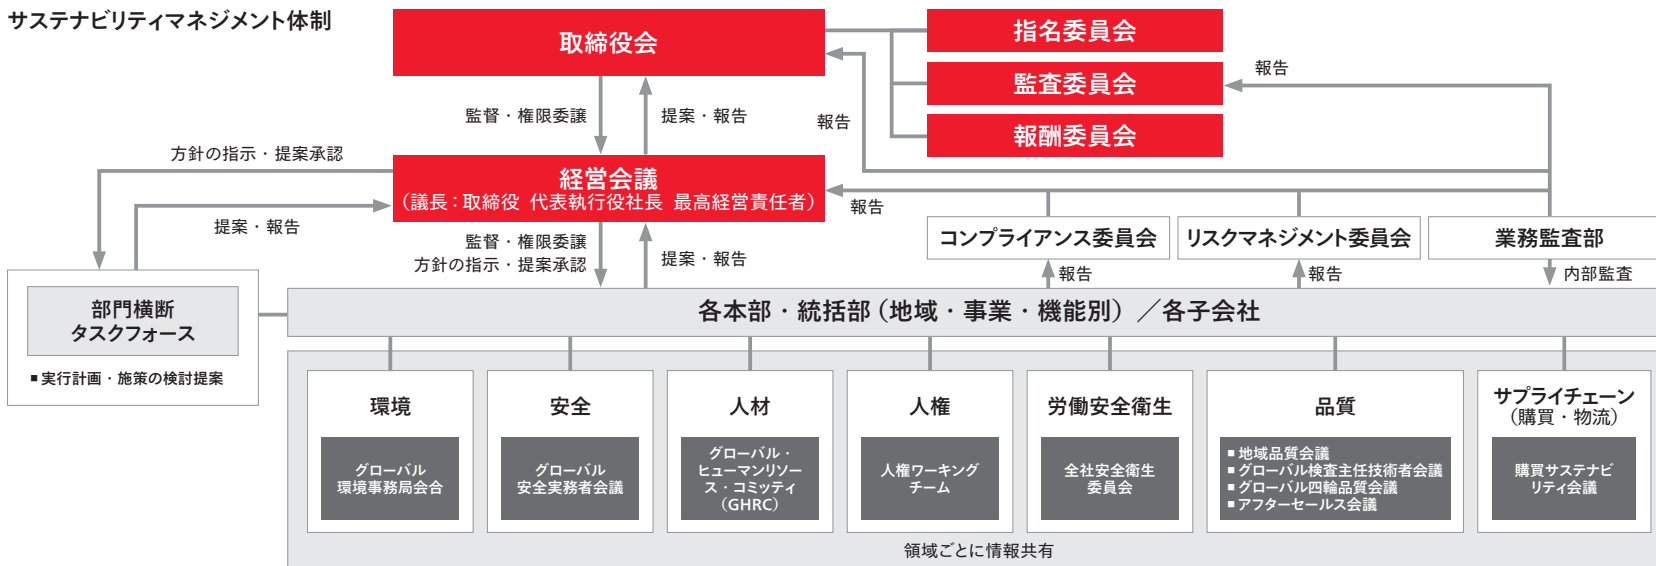 サステナビリティマネジメント体制
取締役会
指名委員会
監査委員会
報酬委員会
報告
監督・権限委譲
提案・報告
報告
方針の指示・提案承認
経営会議
（議長：取締役 代表執行役社長 最高経営責任者）
報告
提案・報告
監督・権限委譲
方針の指示・提案承認
提案・報告
コンプライアンス委員会
リスクマネジメント委員会
業務監査部
報告
報告
内部監査
部門横断
タスクフォース
■ 実行計画・施策の検討提案
各本部・統括部（地域・事業・機能別）／各子会社
環境
グローバル
環境事務局会合
安全
グローバル
安全実務者会議
人材
グローバル・
ヒューマンリソー
ス・コミッティ
（GHRC）
人権
人権ワーキング
チーム
労働安全衛生
全社安全衛生
委員会
品質
■ 地域品質会議
■ グローバル検査主任技術者会議
■ グローバル四輪品質会議
■ アフターセールス会議
サプライチェーン
（購買・物流）
購買サステナビ
リティ会議
領域ごとに情報共有